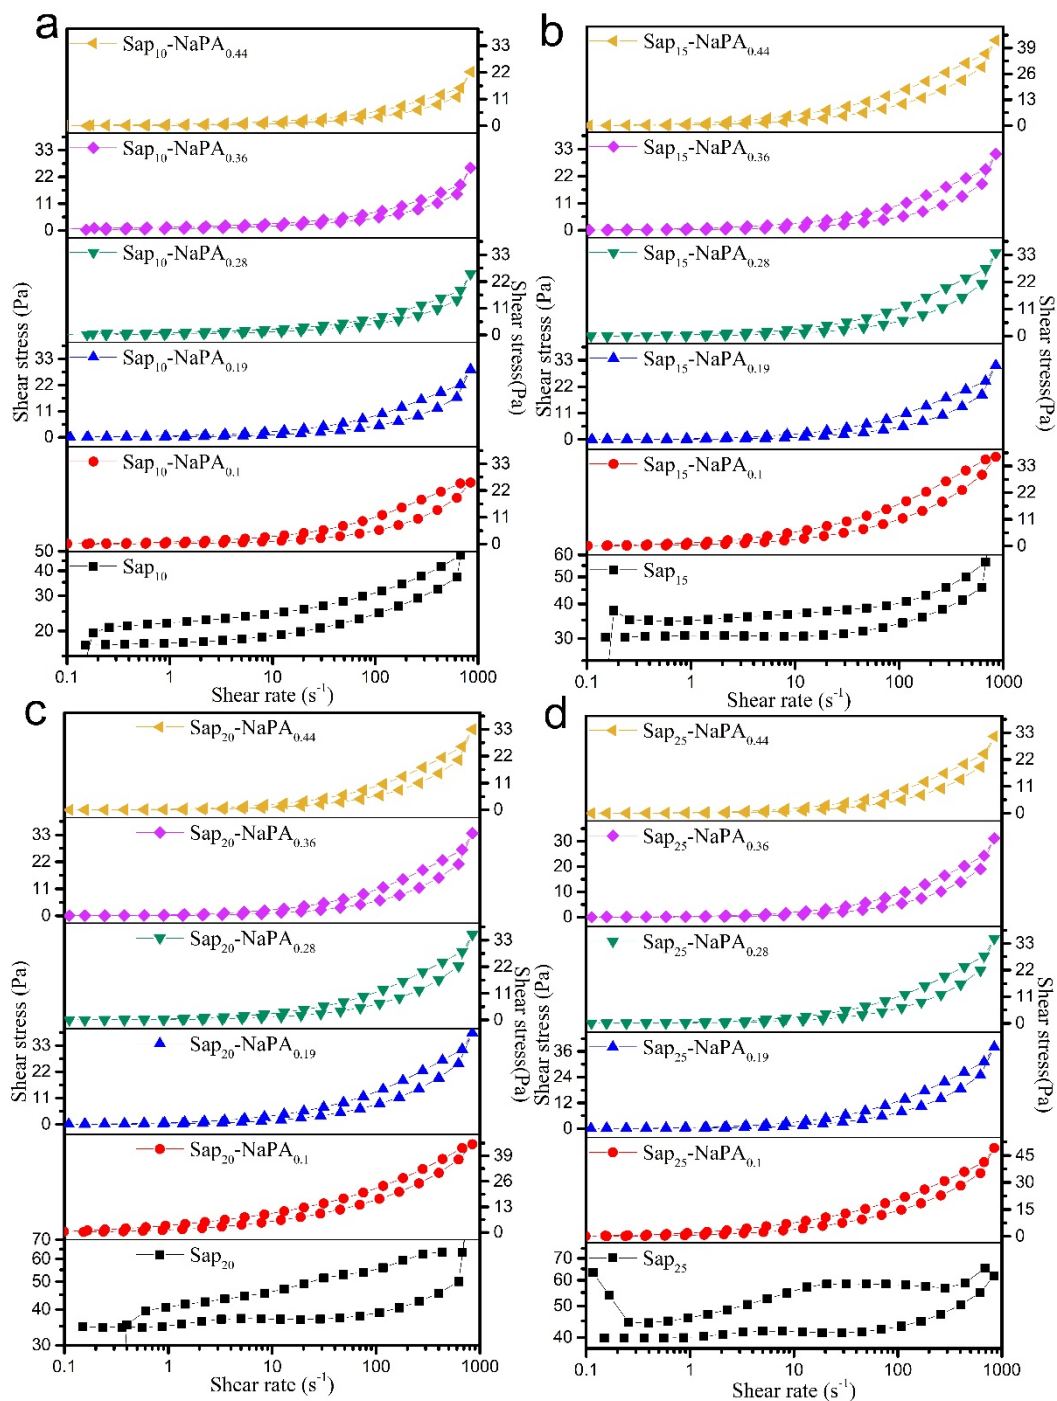 a
Sap10-NaPA0.44
33
22
11
0
33
22
11
0
Sap10-NaPA0.36
Sap10-NaPA0.28
33
22
11
0
33
22
11
0
Sap10-NaPA0.19
Sap10-NaPA0.1
33
22
11
0
50
40
30
20
Sap10
Shear stress (Pa)
Shear stress(Pa)
0.1 1 10 100 1000
Shear rate (s-1)
b
Sap15-NaPA0.44
39
26
13
0
33
22
11
0
Sap15-NaPA0.36
Sap15-NaPA0.28
33
22
11
0
33
22
11
0
Sap15-NaPA0.19
Sap15-NaPA0.1
33
22
11
0
60
50
40
30
Sap15
Shear stress (Pa)
Shear stress(Pa)
0.1 1 10 100 1000
Shear rate (s-1)
c
Sap20-NaPA0.44
33
22
11
0
33
22
11
0
Sap20-NaPA0.36
Sap20-NaPA0.28
33
22
11
0
33
22
11
0
Sap20-NaPA0.19
Sap20-NaPA0.1
39
26
13
0
70
60
50
40
30
Sap20
Shear stress (Pa)
Shear stress(Pa)
0.1 1 10 100 1000
Shear rate (s-1)
d
Sap25-NaPA0.44
33
22
11
0
30
20
10
0
Sap25-NaPA0.36
Sap25-NaPA0.28
33
22
11
0
36
24
12
0
Sap25-NaPA0.19
Sap25-NaPA0.1
45
30
15
0
70
60
50
40
Sap25
Shear stress (Pa)
Shear stress(Pa)
0.1 1 10 100 1000
Shear rate (s-1)